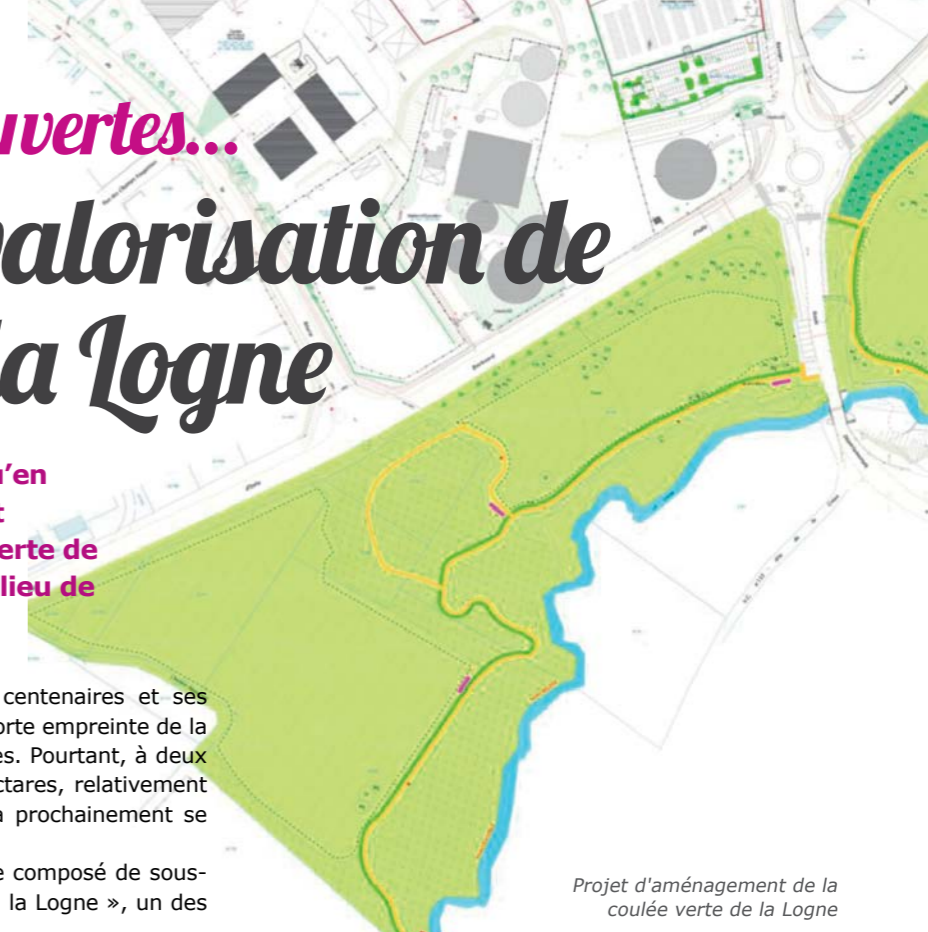 uvertes...
valorisation de
la Logne
u'en
t
erte de
lieu de
centenaires et ses
orte empreinte de la
es. Pourtant, à deux
ctares, relativement
a prochainement se
e composé de sous-
la Logne », un des
Projet d'aménagement de la
coulée verte de la Logne